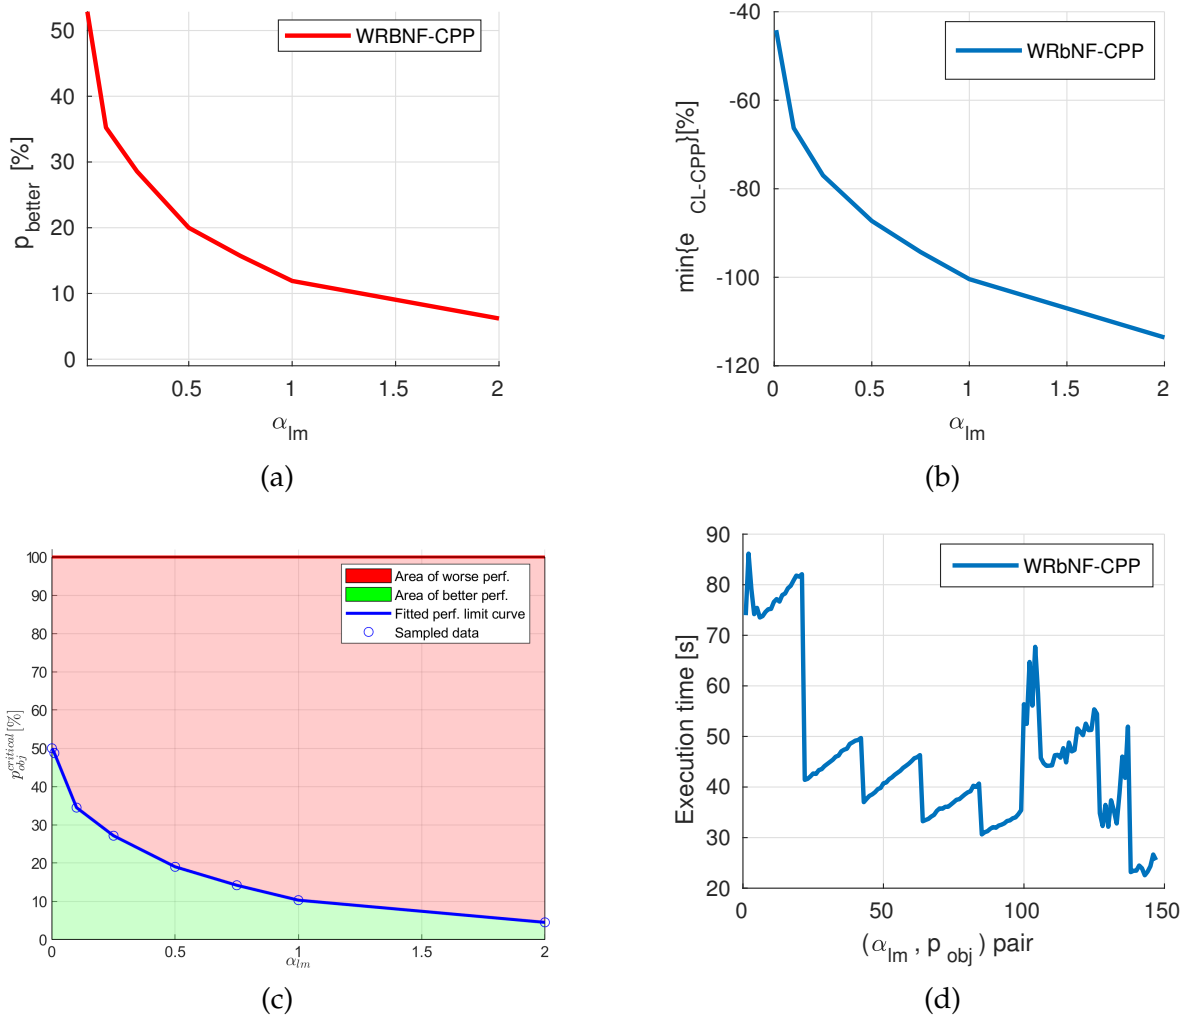 WRBNF-CPP
50
40
30
20
10
0
p_better [%]
0.5 1 1.5 2
α_lm
(a)
WRbNF-CPP
-40
-60
-80
-100
-120
min{e_CL-CPP}[%]
0 0.5 1 1.5 2
α_lm
(b)
Area of worse perf.
Area of better perf.
Fitted perf. limit curve
Sampled data
100
90
80
70
60
50
40
30
20
10
0
p_obj^critical [%]
0 0.5 1 1.5 2
α_lm
(c)
WRbNF-CPP
90
80
70
60
50
40
30
20
Execution time [s]
0 50 100 150
(α_lm, p_obj) pair
(d)